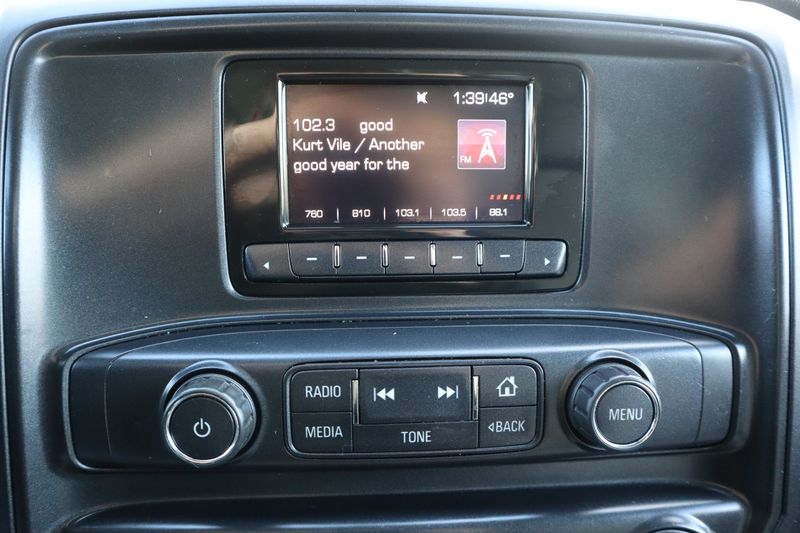 1:39 46°
102.3 good
Kurt Vile / Another
good year for the
FM
760 | 810 | 103.1 | 103.5 | 88.1
RADIO
MEDIA
TONE
◃BACK
MENU